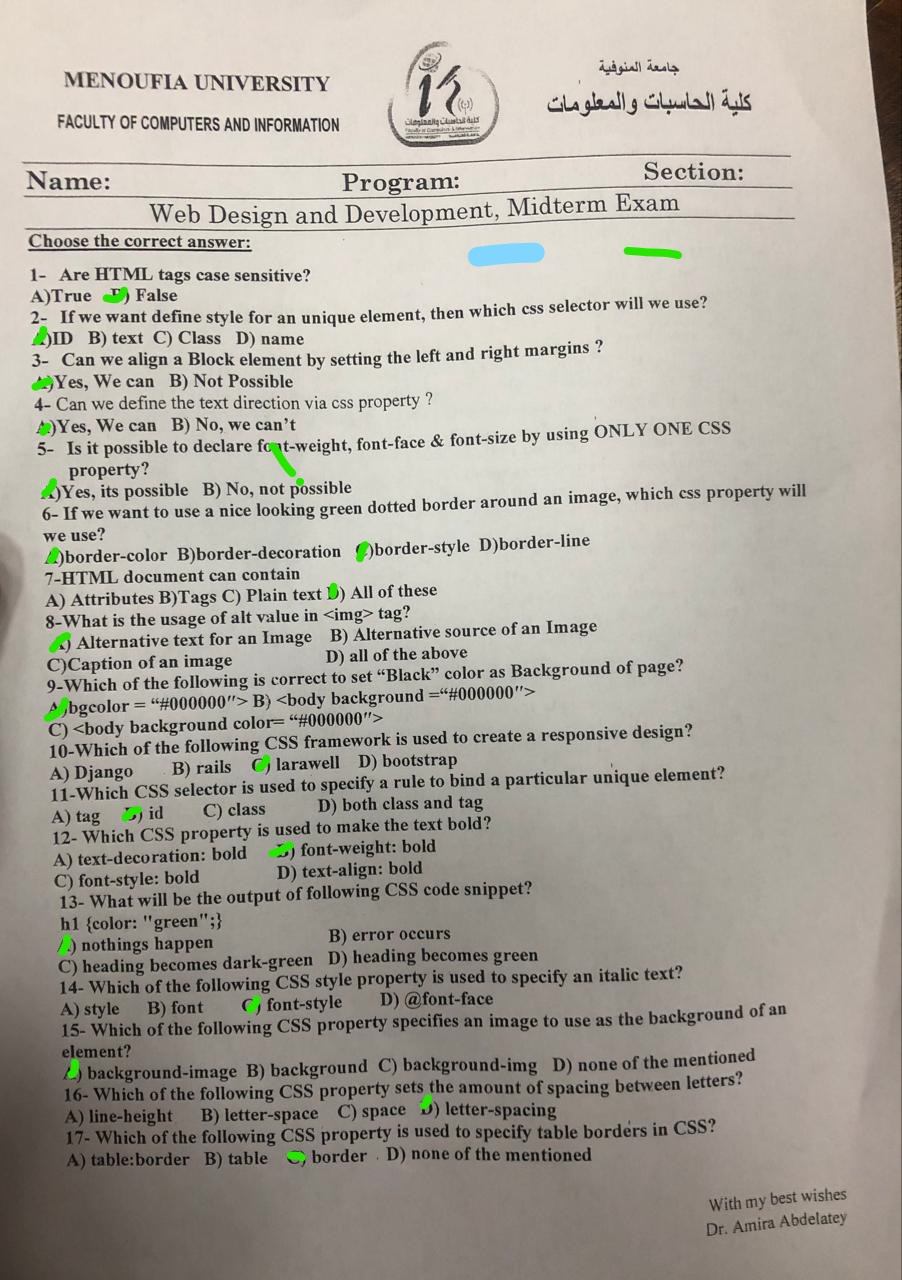 MENOUFIA UNIVERSITY
FACULTY OF COMPUTERS AND INFORMATION
جامعة المنوفية
كلية الحاسبات والمعلومات
Name: Program: Section:
Web Design and Development, Midterm Exam
Choose the correct answer:
1- Are HTML tags case sensitive?
A)True B) False
2- If we want define style for an unique element, then which css selector will we use?
A)ID B) text C) Class D) name
3- Can we align a Block element by setting the left and right margins ?
A)Yes, We can B) Not Possible
4- Can we define the text direction via css property ?
A)Yes, We can B) No, we can't
5- Is it possible to declare font-weight, font-face & font-size by using ONLY ONE CSS
property?
A)Yes, its possible B) No, not possible
6- If we want to use a nice looking green dotted border around an image, which css property will
we use?
A)border-color B)border-decoration C)border-style D)border-line
7-HTML document can contain
A) Attributes B)Tags C) Plain text D) All of these
8-What is the usage of alt value in <img> tag?
A) Alternative text for an Image B) Alternative source of an Image
C)Caption of an image D) all of the above
9-Which of the following is correct to set “Black” color as Background of page?
A)bgcolor = “#000000"> B) <body background =“#000000">
C) <body background color= “#000000">
10-Which of the following CSS framework is used to create a responsive design?
A) Django B) rails C) larawell D) bootstrap
11-Which CSS selector is used to specify a rule to bind a particular unique element?
A) tag B) id C) class D) both class and tag
12- Which CSS property is used to make the text bold?
A) text-decoration: bold B) font-weight: bold
C) font-style: bold D) text-align: bold
13- What will be the output of following CSS code snippet?
h1 {color: "green";}
A) nothings happen B) error occurs
C) heading becomes dark-green D) heading becomes green
14- Which of the following CSS style property is used to specify an italic text?
A) style B) font C) font-style D) @font-face
15- Which of the following CSS property specifies an image to use as the background of an
element?
A) background-image B) background C) background-img D) none of the mentioned
16- Which of the following CSS property sets the amount of spacing between letters?
A) line-height B) letter-space C) space D) letter-spacing
17- Which of the following CSS property is used to specify table borders in CSS?
A) table:border B) table C) border D) none of the mentioned
With my best wishes
Dr. Amira Abdelatey